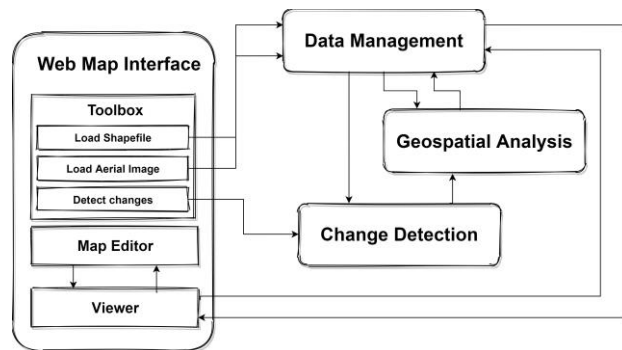 Data Management
Web Map Interface
Toolbox
Load Shapefile
Load Aerial Image
Detect changes
Geospatial Analysis
Change Detection
Map Editor
Viewer